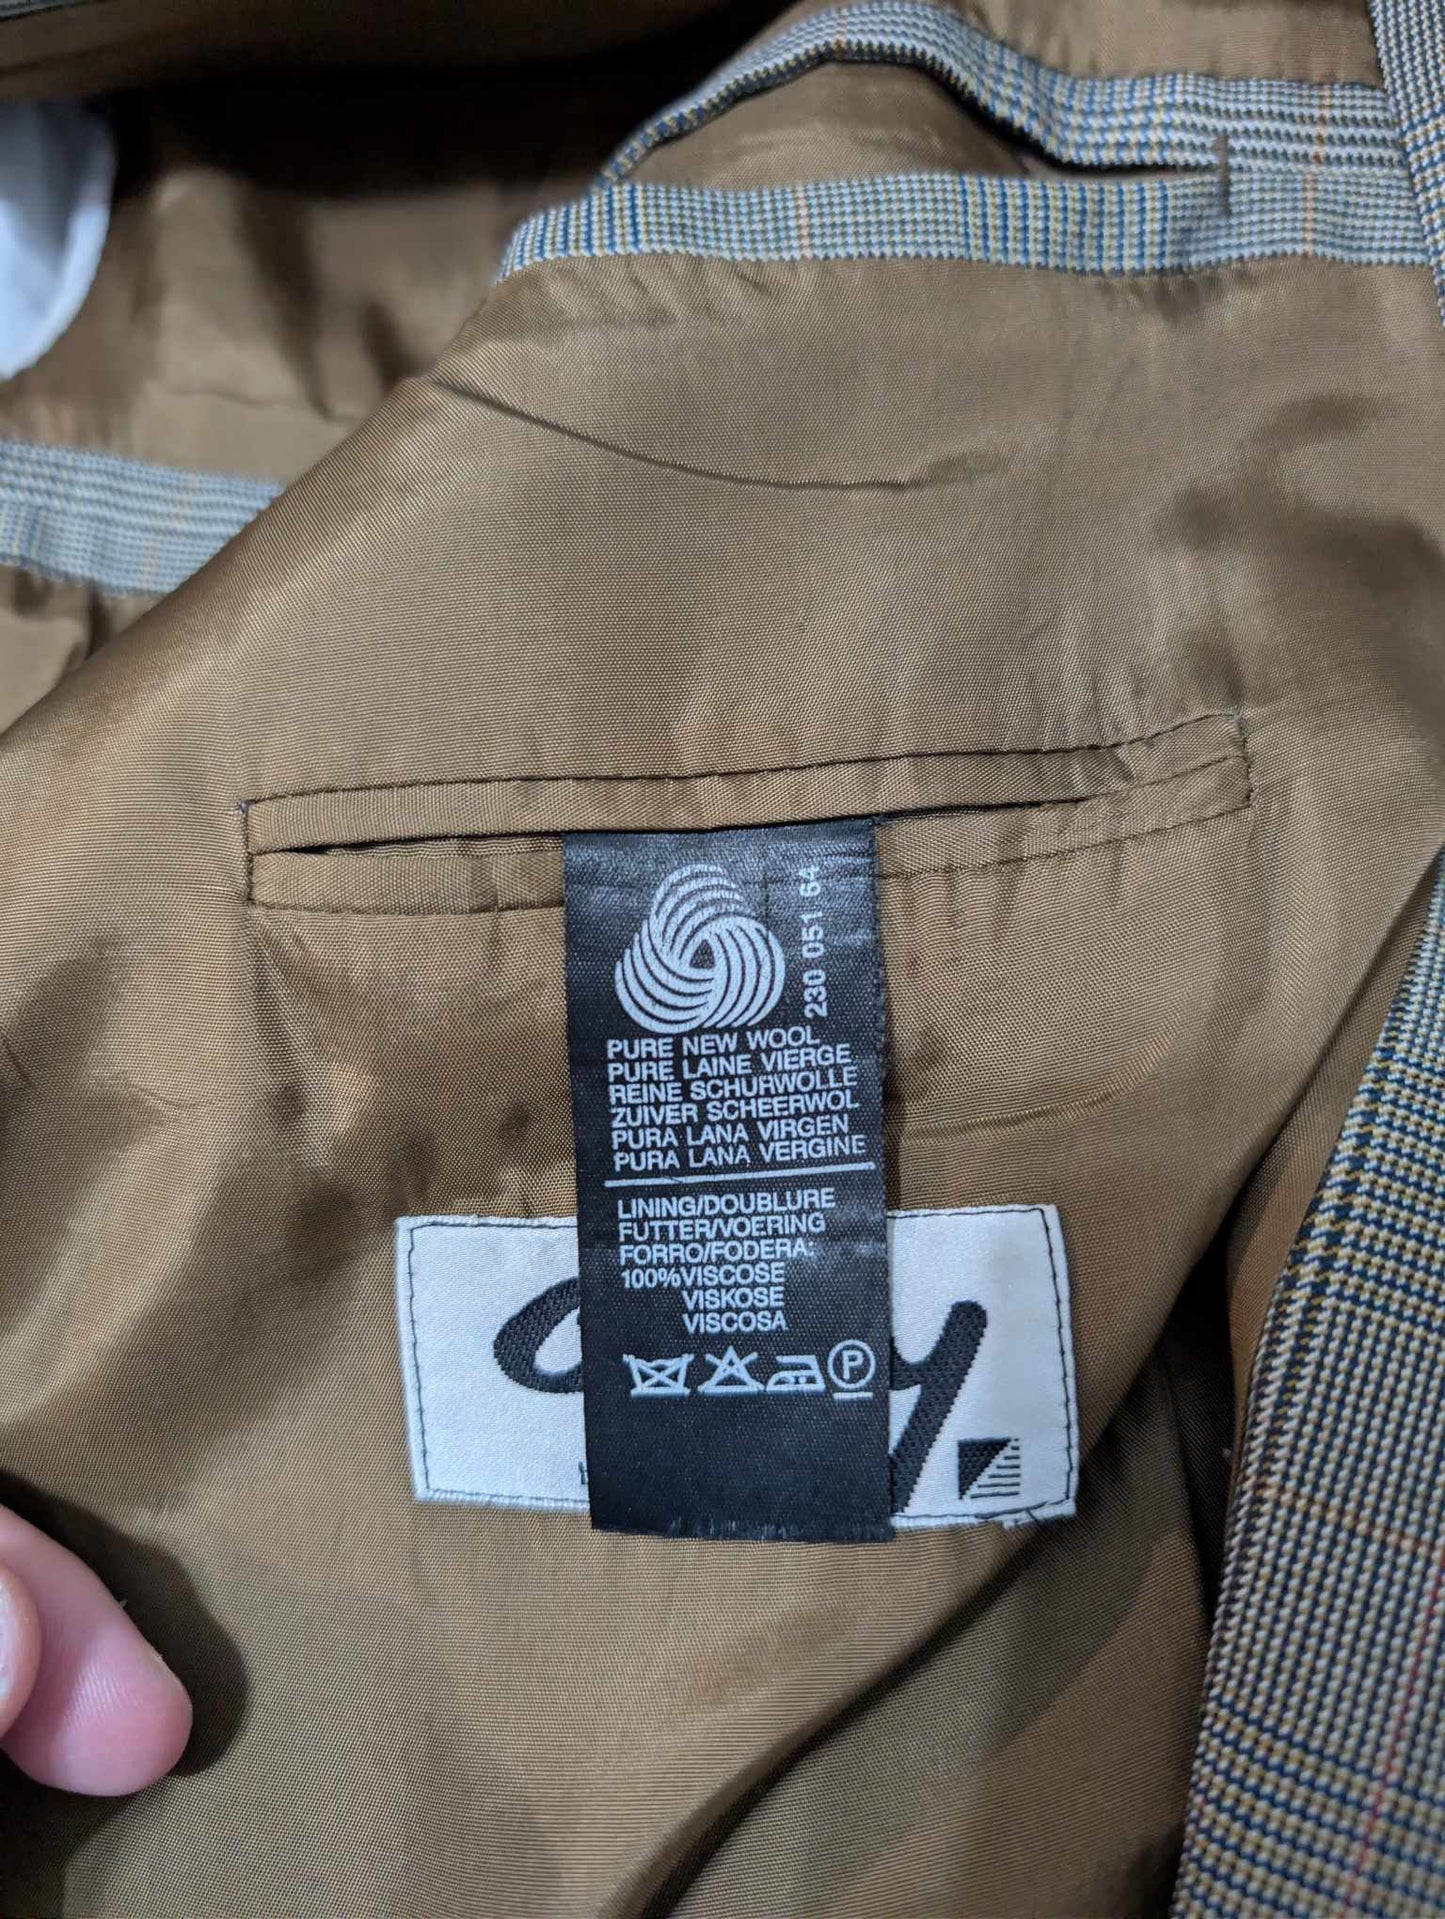 230 051 64
PURE NEW WOOL
PURE LAINE VIERGE
REINE SCHURWOLLE
ZUIVER SCHEERWOL
PURA LANA VIRGEN
PURA LANA VERGINE
LINING/DOUBLURE
FUTTER/VOERING
FORRO/FODERA:
100%VISCOSE
VISKOSE
VISCOSA
P